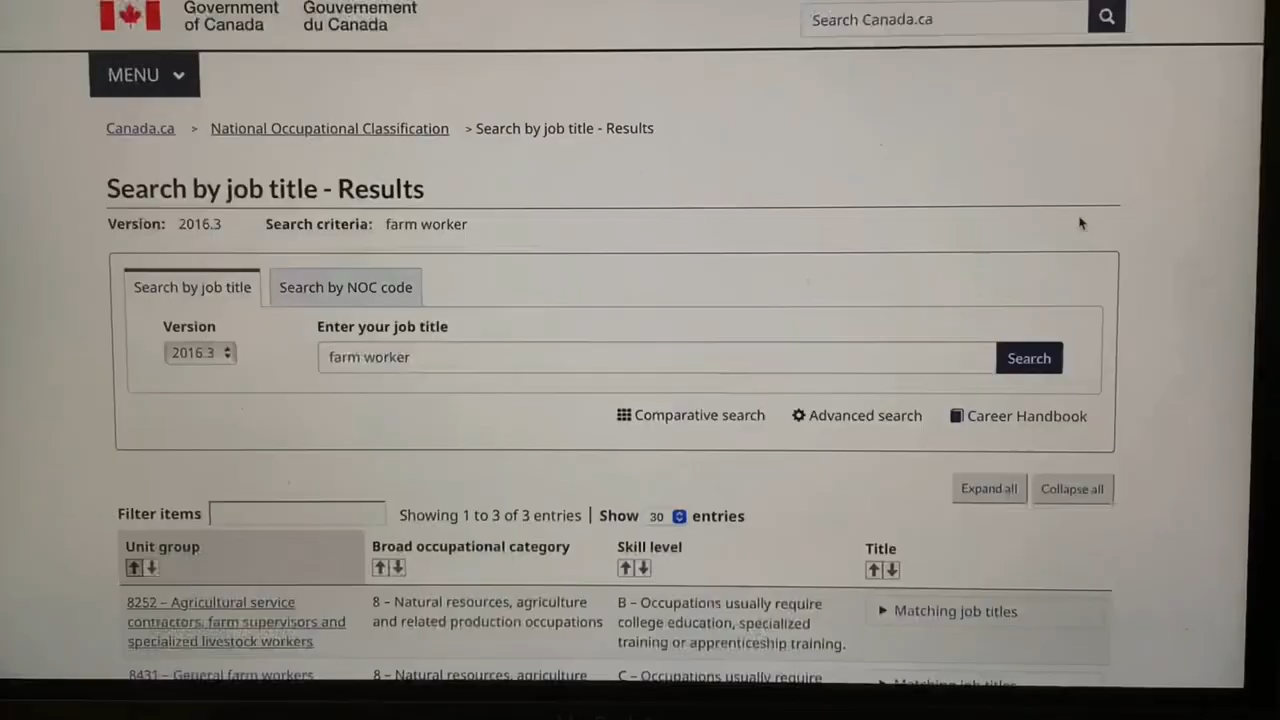 Government of Canada
Gouvernement du Canada
Search Canada.ca
MENU
Canada.ca > National Occupational Classification > Search by job title - Results
Search by job title - Results
Version: 2016.3 Search criteria: farm worker
Search by job title Search by NOC code
Version Enter your job title
2016.3 farm worker Search
Comparative search Advanced search Career Handbook
Expand all Collapse all
Filter items Showing 1 to 3 of 3 entries | Show 30 entries
Unit group Broad occupational category Skill level Title
8252 – Agricultural service contractors, farm supervisors and specialized livestock workers
8 – Natural resources, agriculture and related production occupations
B – Occupations usually require college education, specialized training or apprenticeship training.
Matching job titles
8431 – General farm workers
8 – Natural resources, agriculture
C – Occupations usually require
Matching job titles